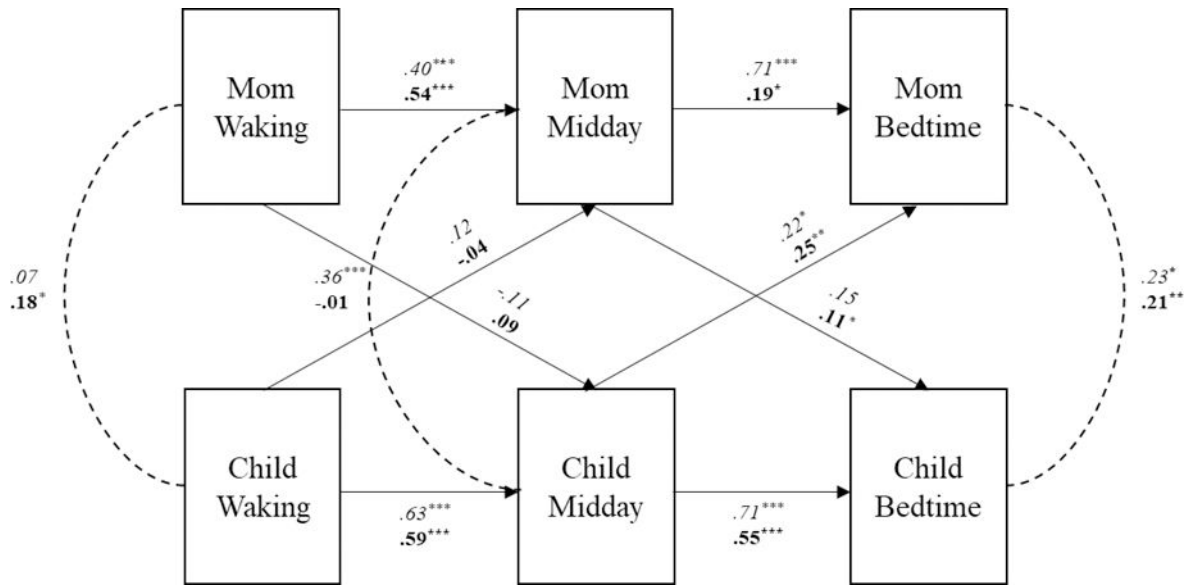 Mom
Waking
.40***
.54***
Mom
Midday
.71***
.19*
Mom
Bedtime
.07
.18*
.12
-.04
.36***
-.01
-.11
.09
.22*
.25**
.15
.11*
.23*
.21**
Child
Waking
.63***
.59***
Child
Midday
.71***
.55***
Child
Bedtime